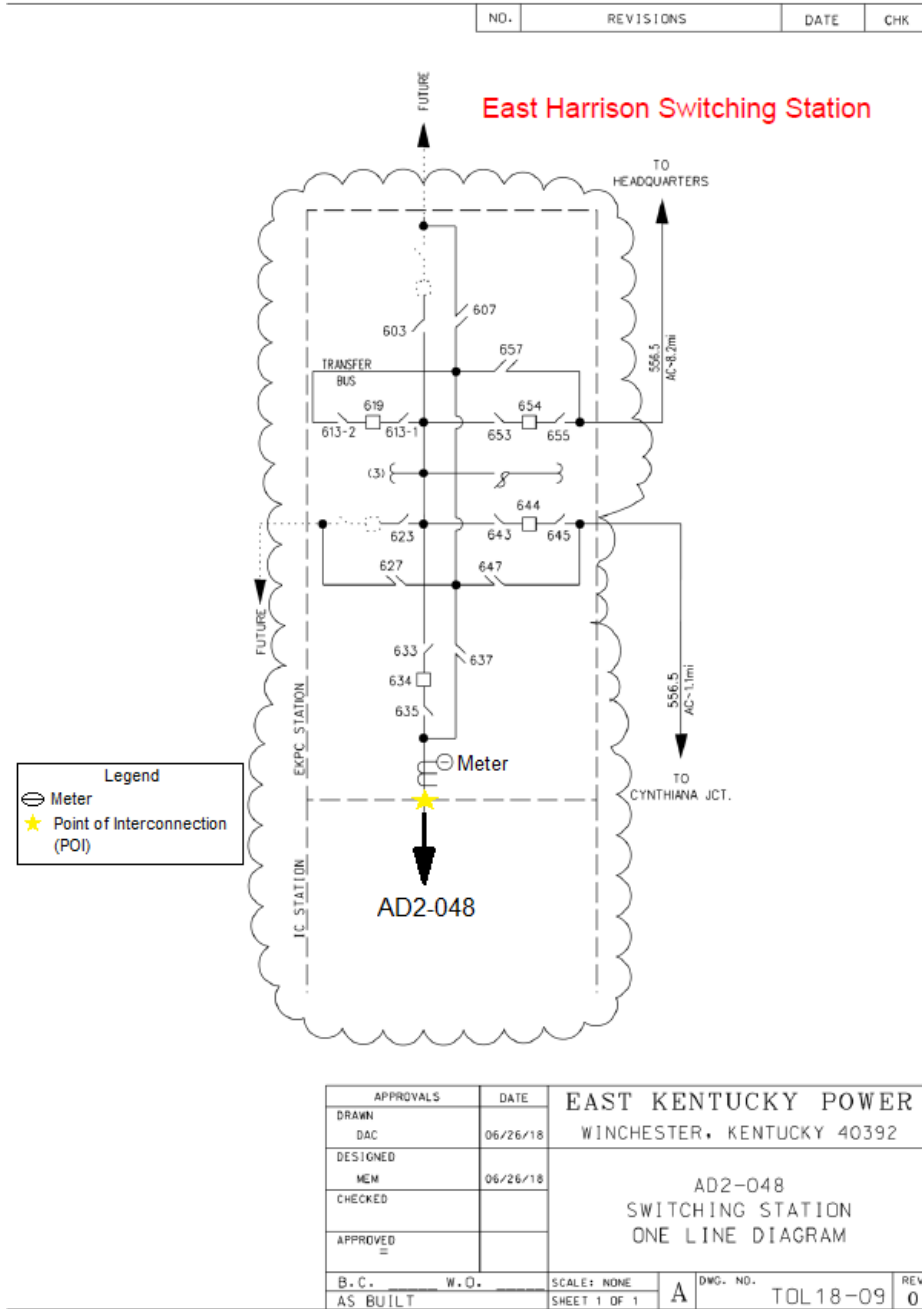 NO. REVISIONS DATE CHK
FUTURE
East Harrison Switching Station
TO
HEADQUARTERS
607
603
657
556.5
AC~8.2mi
TRANSFER
BUS
619
654
613-2
613-1
653
655
(3)
644
623
643
645
627
647
FUTURE
633
637
634
635
556.5
AC~1.1mi
EKPC STATION
Meter
TO
CYNTHIANA JCT.
Legend
Meter
Point of Interconnection
(POI)
IC STATION
AD2-048
APPROVALS DATE
DRAWN
DAC 06/26/18
DESIGNED
MEM 06/26/18
CHECKED
APPROVED
=
B.C. ____ W.O. ____
AS BUILT
EAST KENTUCKY POWER
WINCHESTER, KENTUCKY 40392
AD2-048
SWITCHING STATION
ONE LINE DIAGRAM
SCALE: NONE
SHEET 1 OF 1
A
DWG. NO.
TOL18-09
REV
0